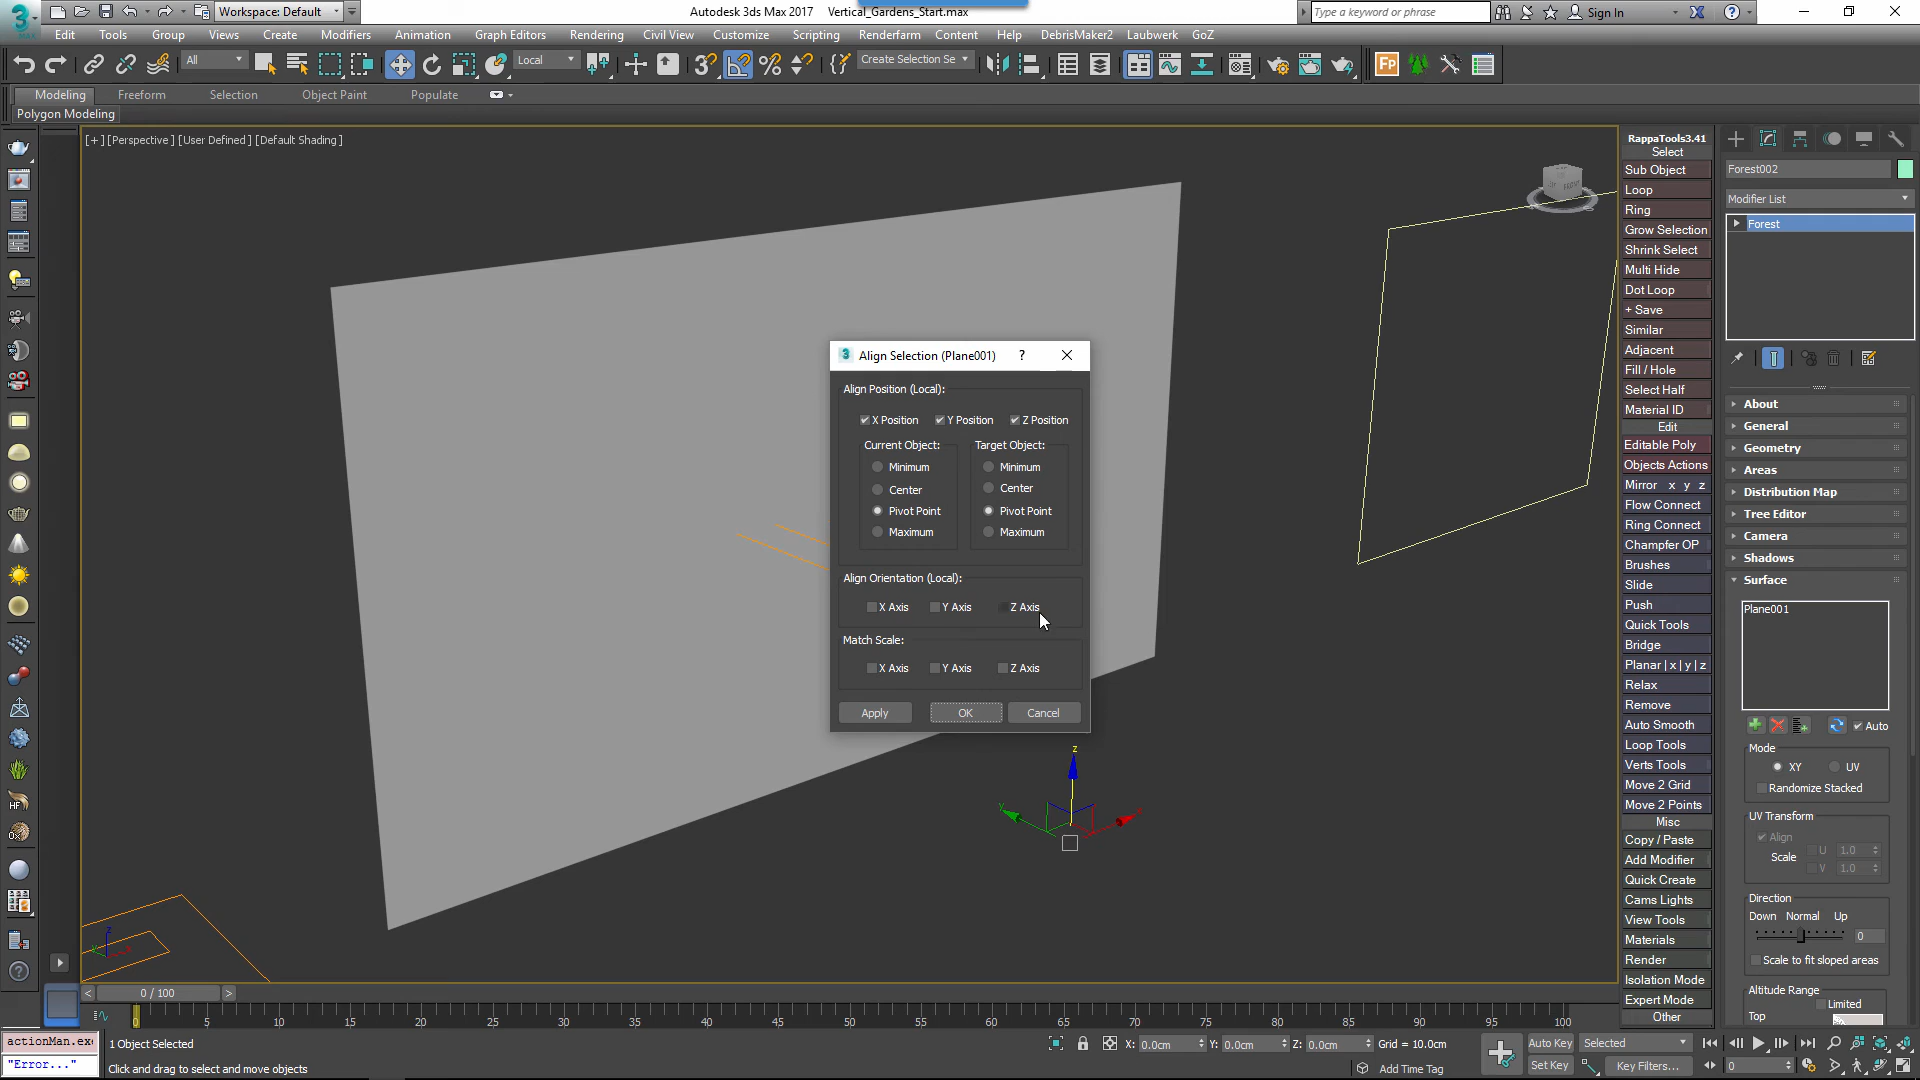 Workspace: Default
Autodesk 3ds Max 2017    Vertical_Gardens_Start.max
Type a keyword or phrase
Sign In
Edit Tools Group Views Create Modifiers Animation Graph Editors Rendering Civil View Customize Scripting Renderfarm Content Help DebrisMaker2 Laubwerk GoZ
All
Local
Create Selection Se
Modeling Freeform Selection Object Paint Populate
Polygon Modeling
[+] [Perspective] [User Defined] [Default Shading]
Align Selection (Plane001) ?
Align Position (Local):
X Position Y Position Z Position
Current Object: Target Object:
Minimum Minimum
Center Center
Pivot Point Pivot Point
Maximum Maximum
Align Orientation (Local):
X Axis Y Axis Z Axis
Match Scale:
X Axis Y Axis Z Axis
Apply OK Cancel
RappaTools3.41
Select
Sub Object
Loop
Ring
Grow Selection
Shrink Select
Multi Hide
Dot Loop
+ Save
Similar
Adjacent
Fill / Hole
Select Half
Material ID
Edit
Editable Poly
Objects Actions
Mirror x y z
Flow Connect
Ring Connect
Champfer OP
Brushes
Slide
Push
Quick Tools
Bridge
Planar | x | y | z
Relax
Remove
Auto Smooth
Loop Tools
Verts Tools
Move 2 Grid
Move 2 Points
Misc
Copy / Paste
Add Modifier
Quick Create
Cams Lights
View Tools
Materials
Render
Isolation Mode
Expert Mode
Other
Forest002
Modifier List
Forest
About
General
Geometry
Areas
Distribution Map
Tree Editor
Camera
Shadows
Surface
Plane001
Auto
Mode
XY UV
Randomize Stacked
UV Transform
Align
Scale U 1.0
V 1.0
Direction
Down Normal Up
0
Scale to fit sloped areas
Altitude Range
Limited
Top
z
< 0 / 100 >
0 5 10 15 20 25 30 35 40 45 50 55 60 65 70 75 80 85 90 95 100
actionMan.exe
"Error..."
1 Object Selected
Click and drag to select and move objects
X: 0.0cm Y: 0.0cm Z: 0.0cm Grid = 10.0cm
Add Time Tag
Auto Key Selected
Set Key Key Filters...
0